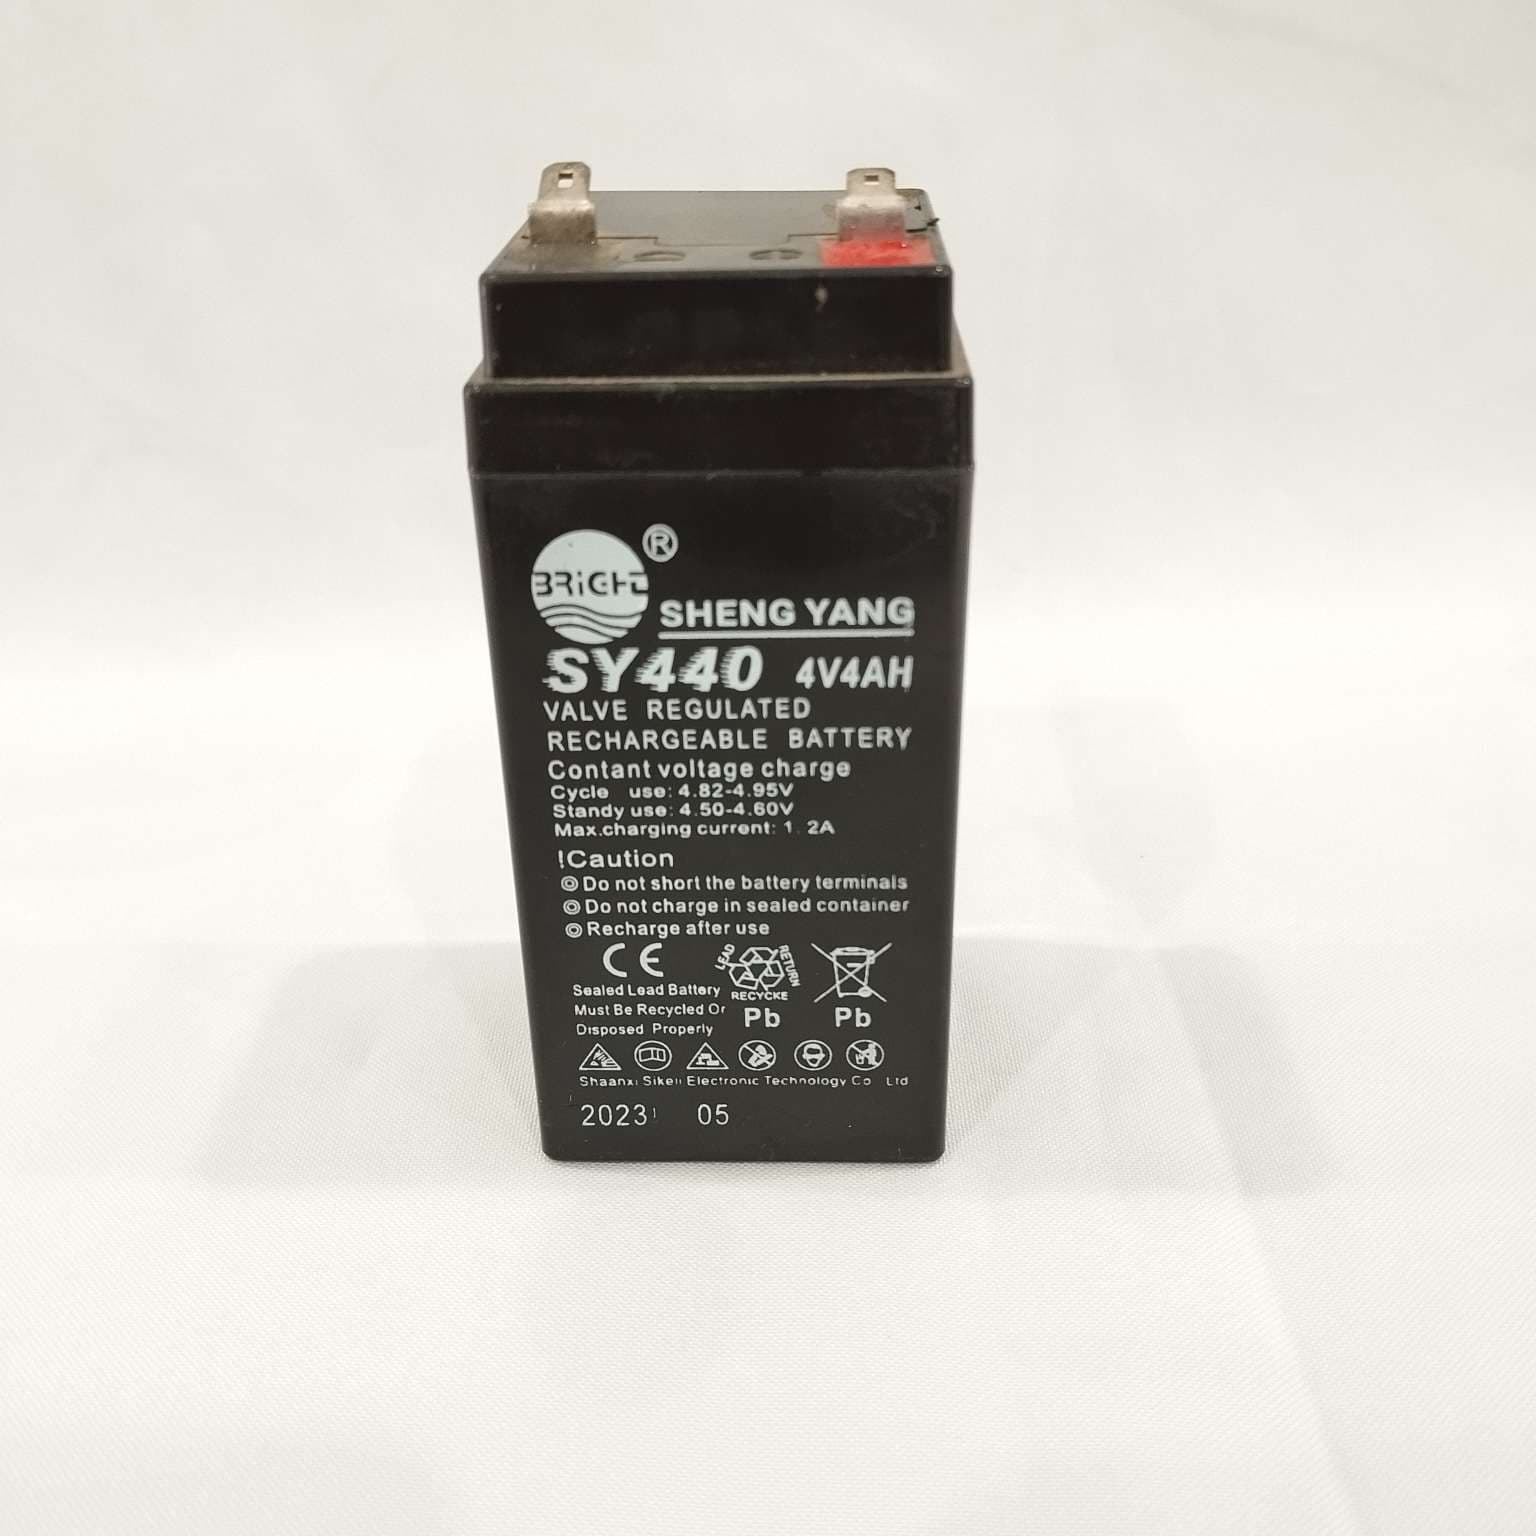 BRIGHT ®
SHENG YANG
SY440 4V4AH
VALVE REGULATED
RECHARGEABLE BATTERY
Contant voltage charge
Cycle use: 4.82-4.95V
Standy use: 4.50-4.60V
Max.charging current: 1.2A
!Caution
Do not short the battery terminals
Do not charge in sealed container
Recharge after use
CE
LEAD RETURN
RECYCKE
Sealed Lead Battery
Must Be Recycled Or
Disposed Properly
Pb Pb
Shaanxi Sikeii Electronic Technology Co Ltd
2023 05